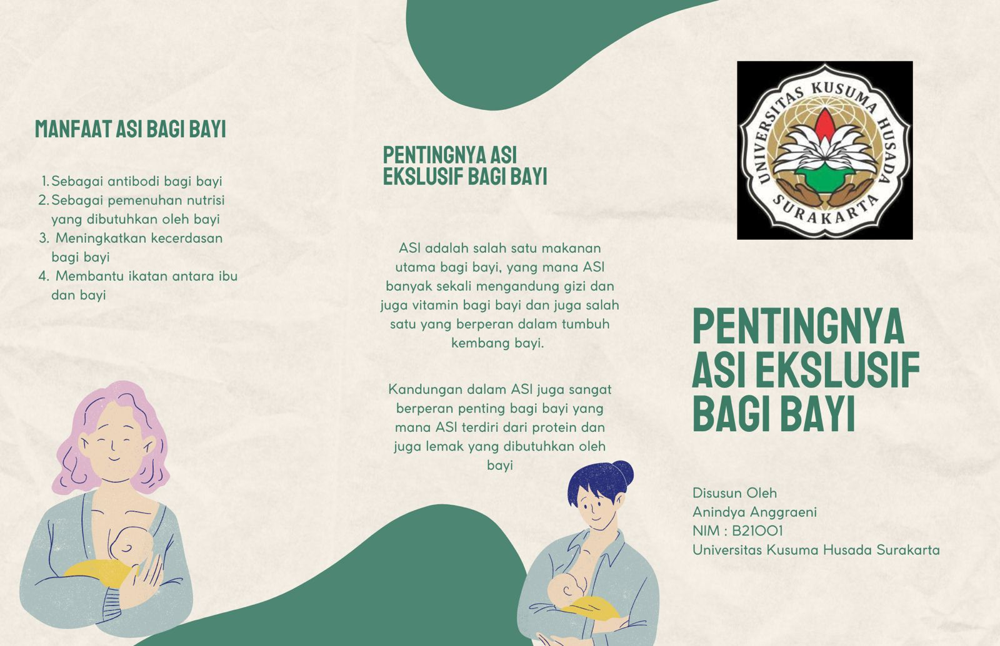 MANFAAT ASI BAGI BAYI
1. Sebagai antibodi bagi bayi
2. Sebagai pemenuhan nutrisi
yang dibutuhkan oleh bayi
3. Meningkatkan kecerdasan
bagi bayi
4. Membantu ikatan antara ibu
dan bayi
PENTINGNYA ASI
EKSLUSIF BAGI BAYI
ASI adalah salah satu makanan
utama bagi bayi, yang mana ASI
banyak sekali mengandung gizi dan
juga vitamin bagi bayi dan juga salah
satu yang berperan dalam tumbuh
kembang bayi.
Kandungan dalam ASI juga sangat
berperan penting bagi bayi yang
mana ASI terdiri dari protein dan
juga lemak yang dibutuhkan oleh
bayi
UNIVERSITAS KUSUMA HUSADA
SURAKARTA
PENTINGNYA
ASI EKSLUSIF
BAGI BAYI
Disusun Oleh
Anindya Anggraeni
NIM : B21001
Universitas Kusuma Husada Surakarta